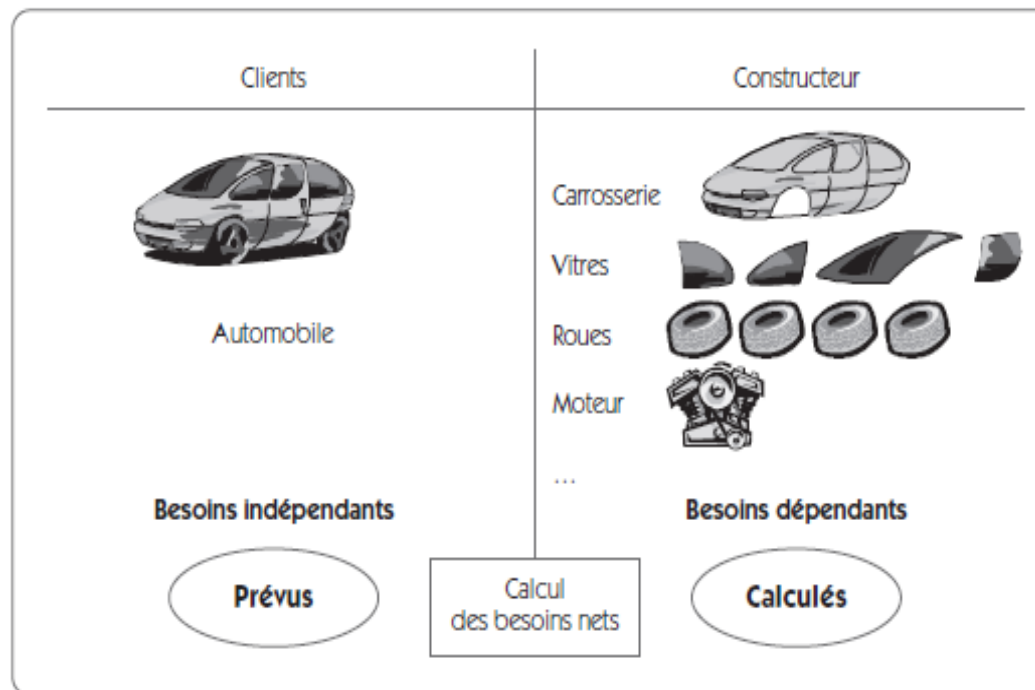 Clients
Constructeur
Carrosserie
Vitres
Automobile
Roues
Moteur
...
Besoins indépendants
Besoins dépendants
Prévus
Calcul
des besoins nets
Calculés